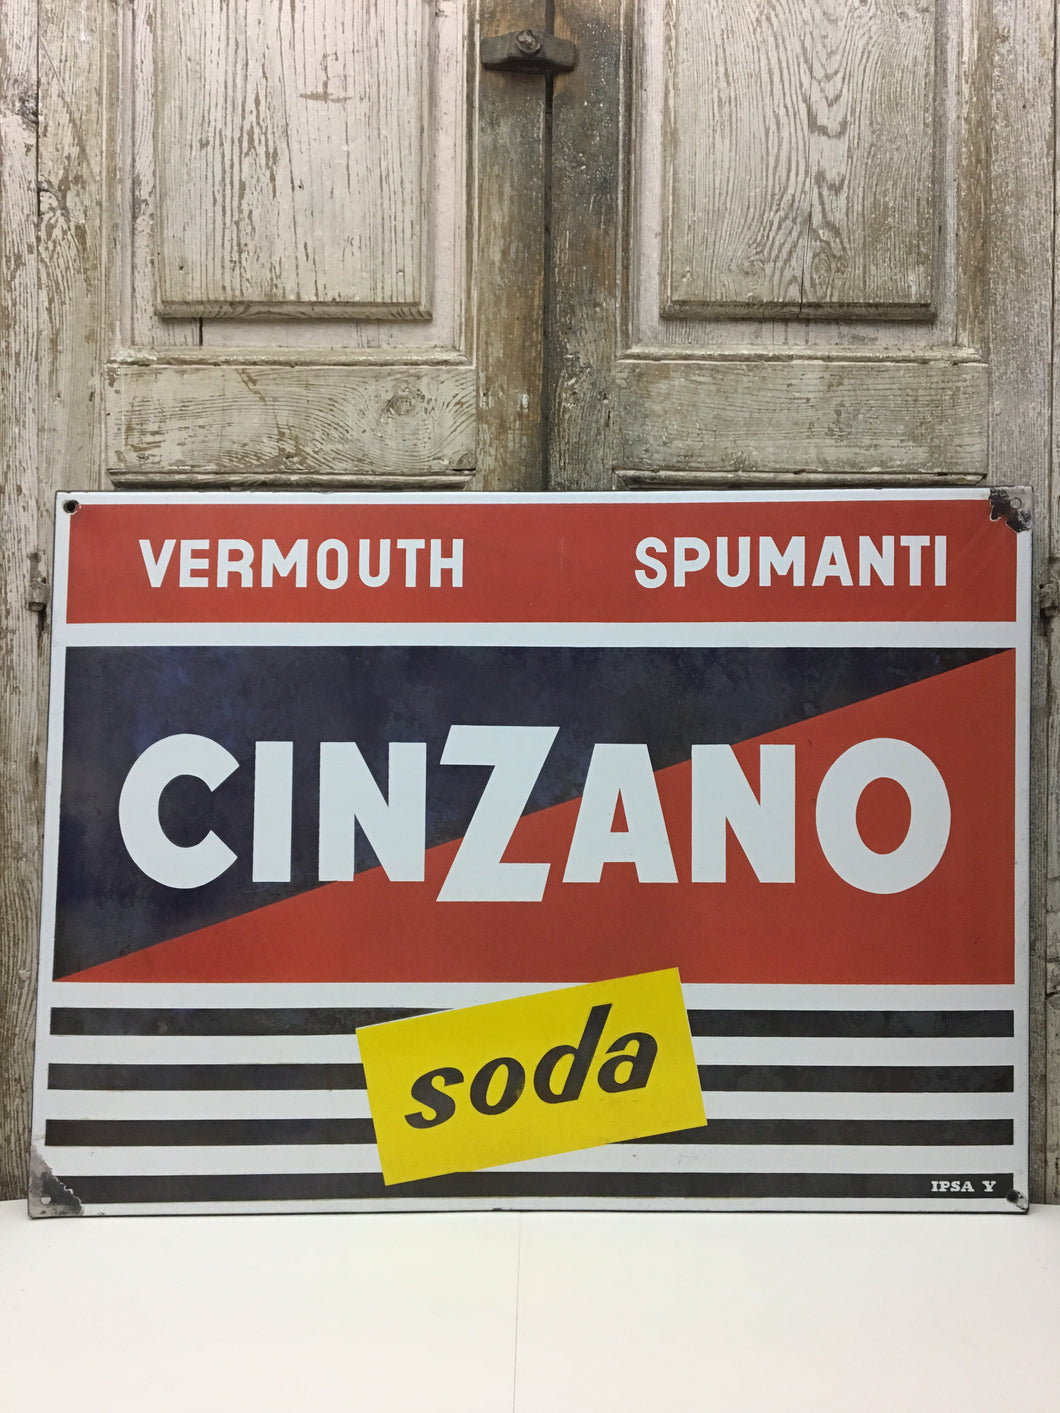 VERMOUTH SPUMANTI
CINZANO
soda
IPSA Y